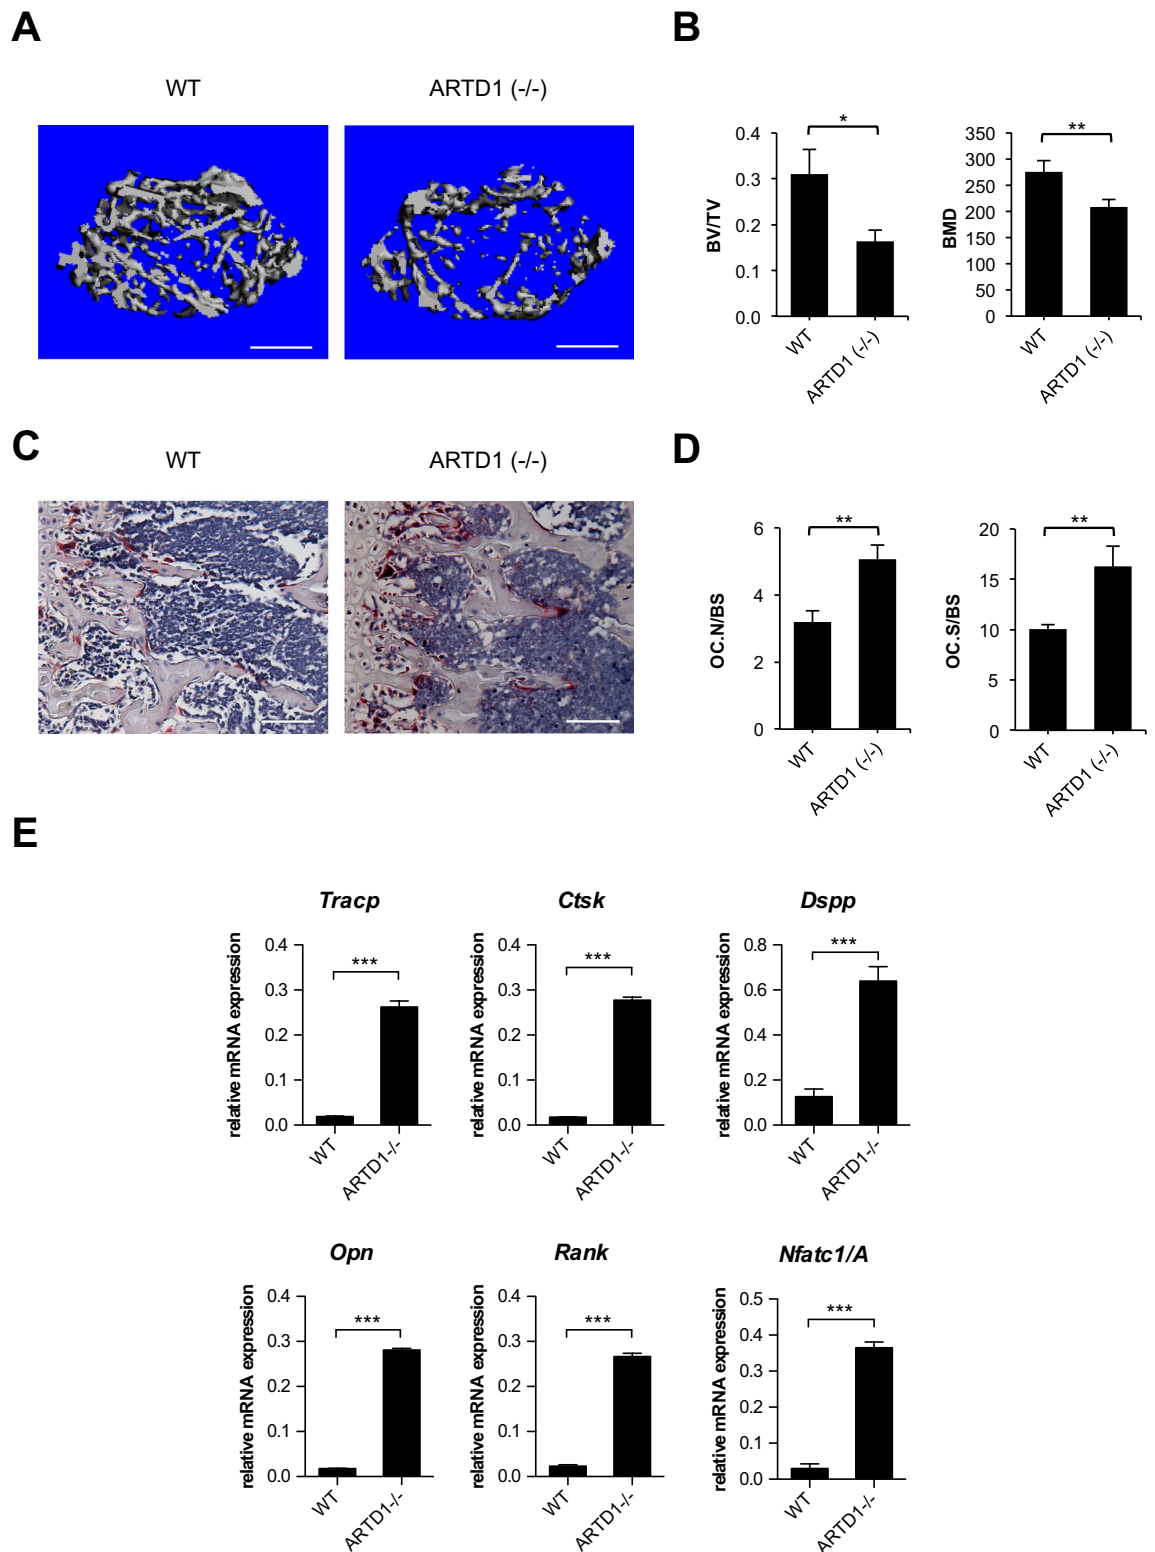 A
B
WT
ARTD1 (-/-)
*
**
0.4
0.3
0.2
0.1
0.0
BV/TV
WT
ARTD1 (-/-)
350
300
250
200
150
100
50
0
BMD
WT
ARTD1 (-/-)
C
D
WT
ARTD1 (-/-)
**
6
4
2
0
OC.N/BS
WT
ARTD1 (-/-)
**
20
15
10
5
0
OC.S/BS
WT
ARTD1 (-/-)
E
Tracp
***
0.4
0.3
0.2
0.1
0.0
relative mRNA expression
WT
ARTD1-/-
Ctsk
***
0.4
0.3
0.2
0.1
0.0
relative mRNA expression
WT
ARTD1-/-
Dspp
***
0.8
0.6
0.4
0.2
0.0
relative mRNA expression
WT
ARTD1-/-
Opn
***
0.4
0.3
0.2
0.1
0.0
relative mRNA expression
WT
ARTD1-/-
Rank
***
0.4
0.3
0.2
0.1
0.0
relative mRNA expression
WT
ARTD1-/-
Nfatc1/A
***
0.5
0.4
0.3
0.2
0.1
0.0
relative mRNA expression
WT
ARTD1-/-